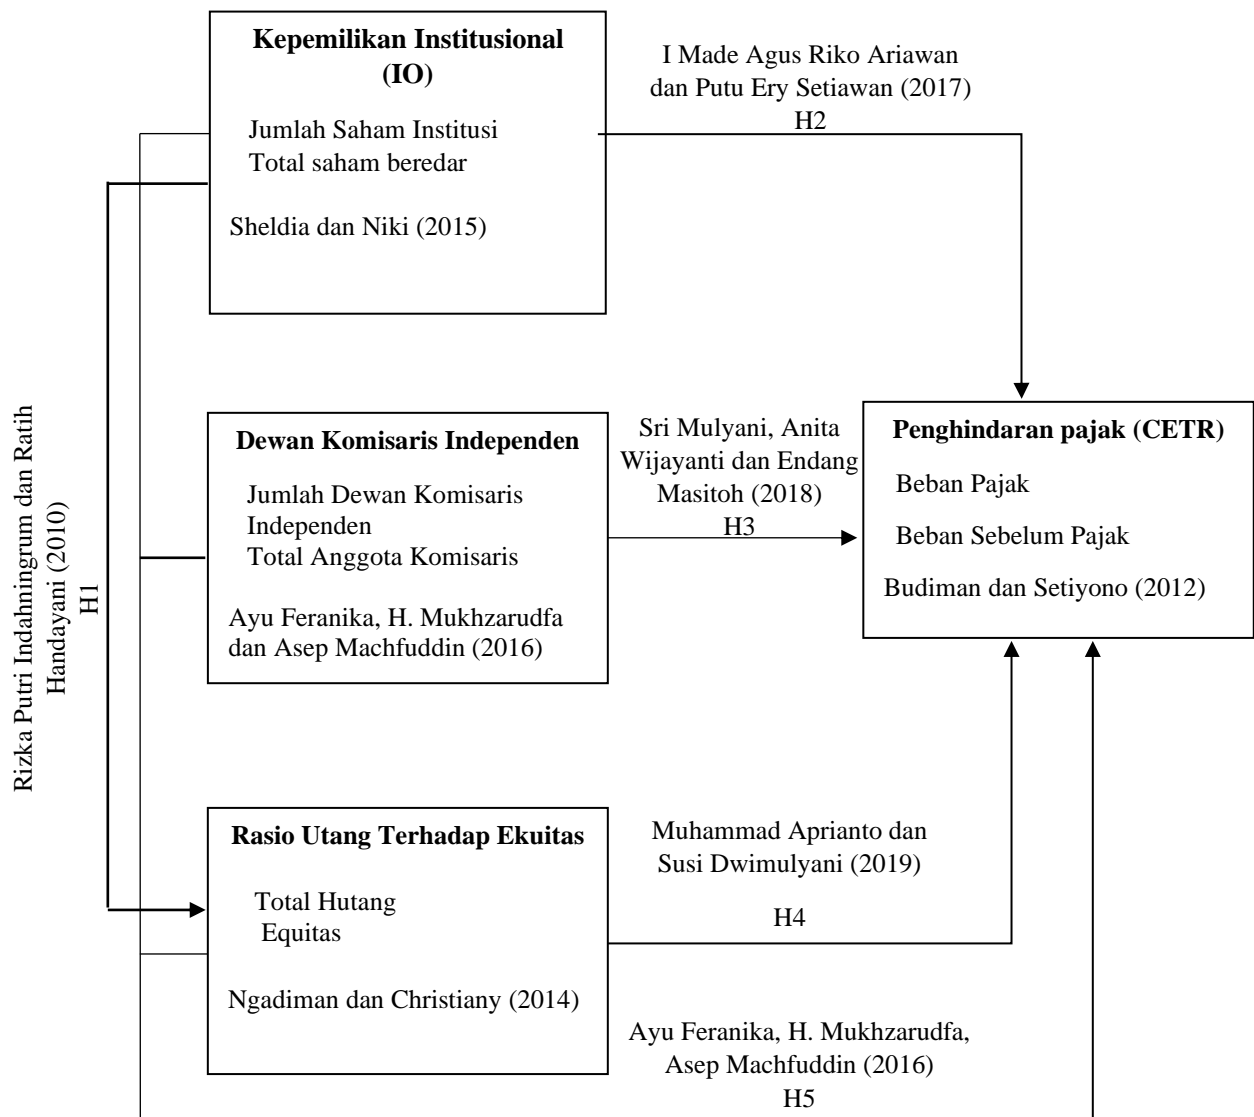 Kepemilikan Institusional
(IO)
Jumlah Saham Institusi
Total saham beredar
Sheldia dan Niki (2015)
I Made Agus Riko Ariawan
dan Putu Ery Setiawan (2017)
H2
Rizka Putri Indahningrum dan Ratih
Handayani (2010)
H1
Dewan Komisaris Independen
Jumlah Dewan Komisaris
Independen
Total Anggota Komisaris
Ayu Feranika, H. Mukhzarudfa
dan Asep Machfuddin (2016)
Sri Mulyani, Anita
Wijayanti dan Endang
Masitoh (2018)
H3
Penghindaran pajak (CETR)
Beban Pajak
Beban Sebelum Pajak
Budiman dan Setiyono (2012)
Rasio Utang Terhadap Ekuitas
Total Hutang
Equitas
Ngadiman dan Christiany (2014)
Muhammad Aprianto dan
Susi Dwimulyani (2019)
H4
Ayu Feranika, H. Mukhzarudfa,
Asep Machfuddin (2016)
H5